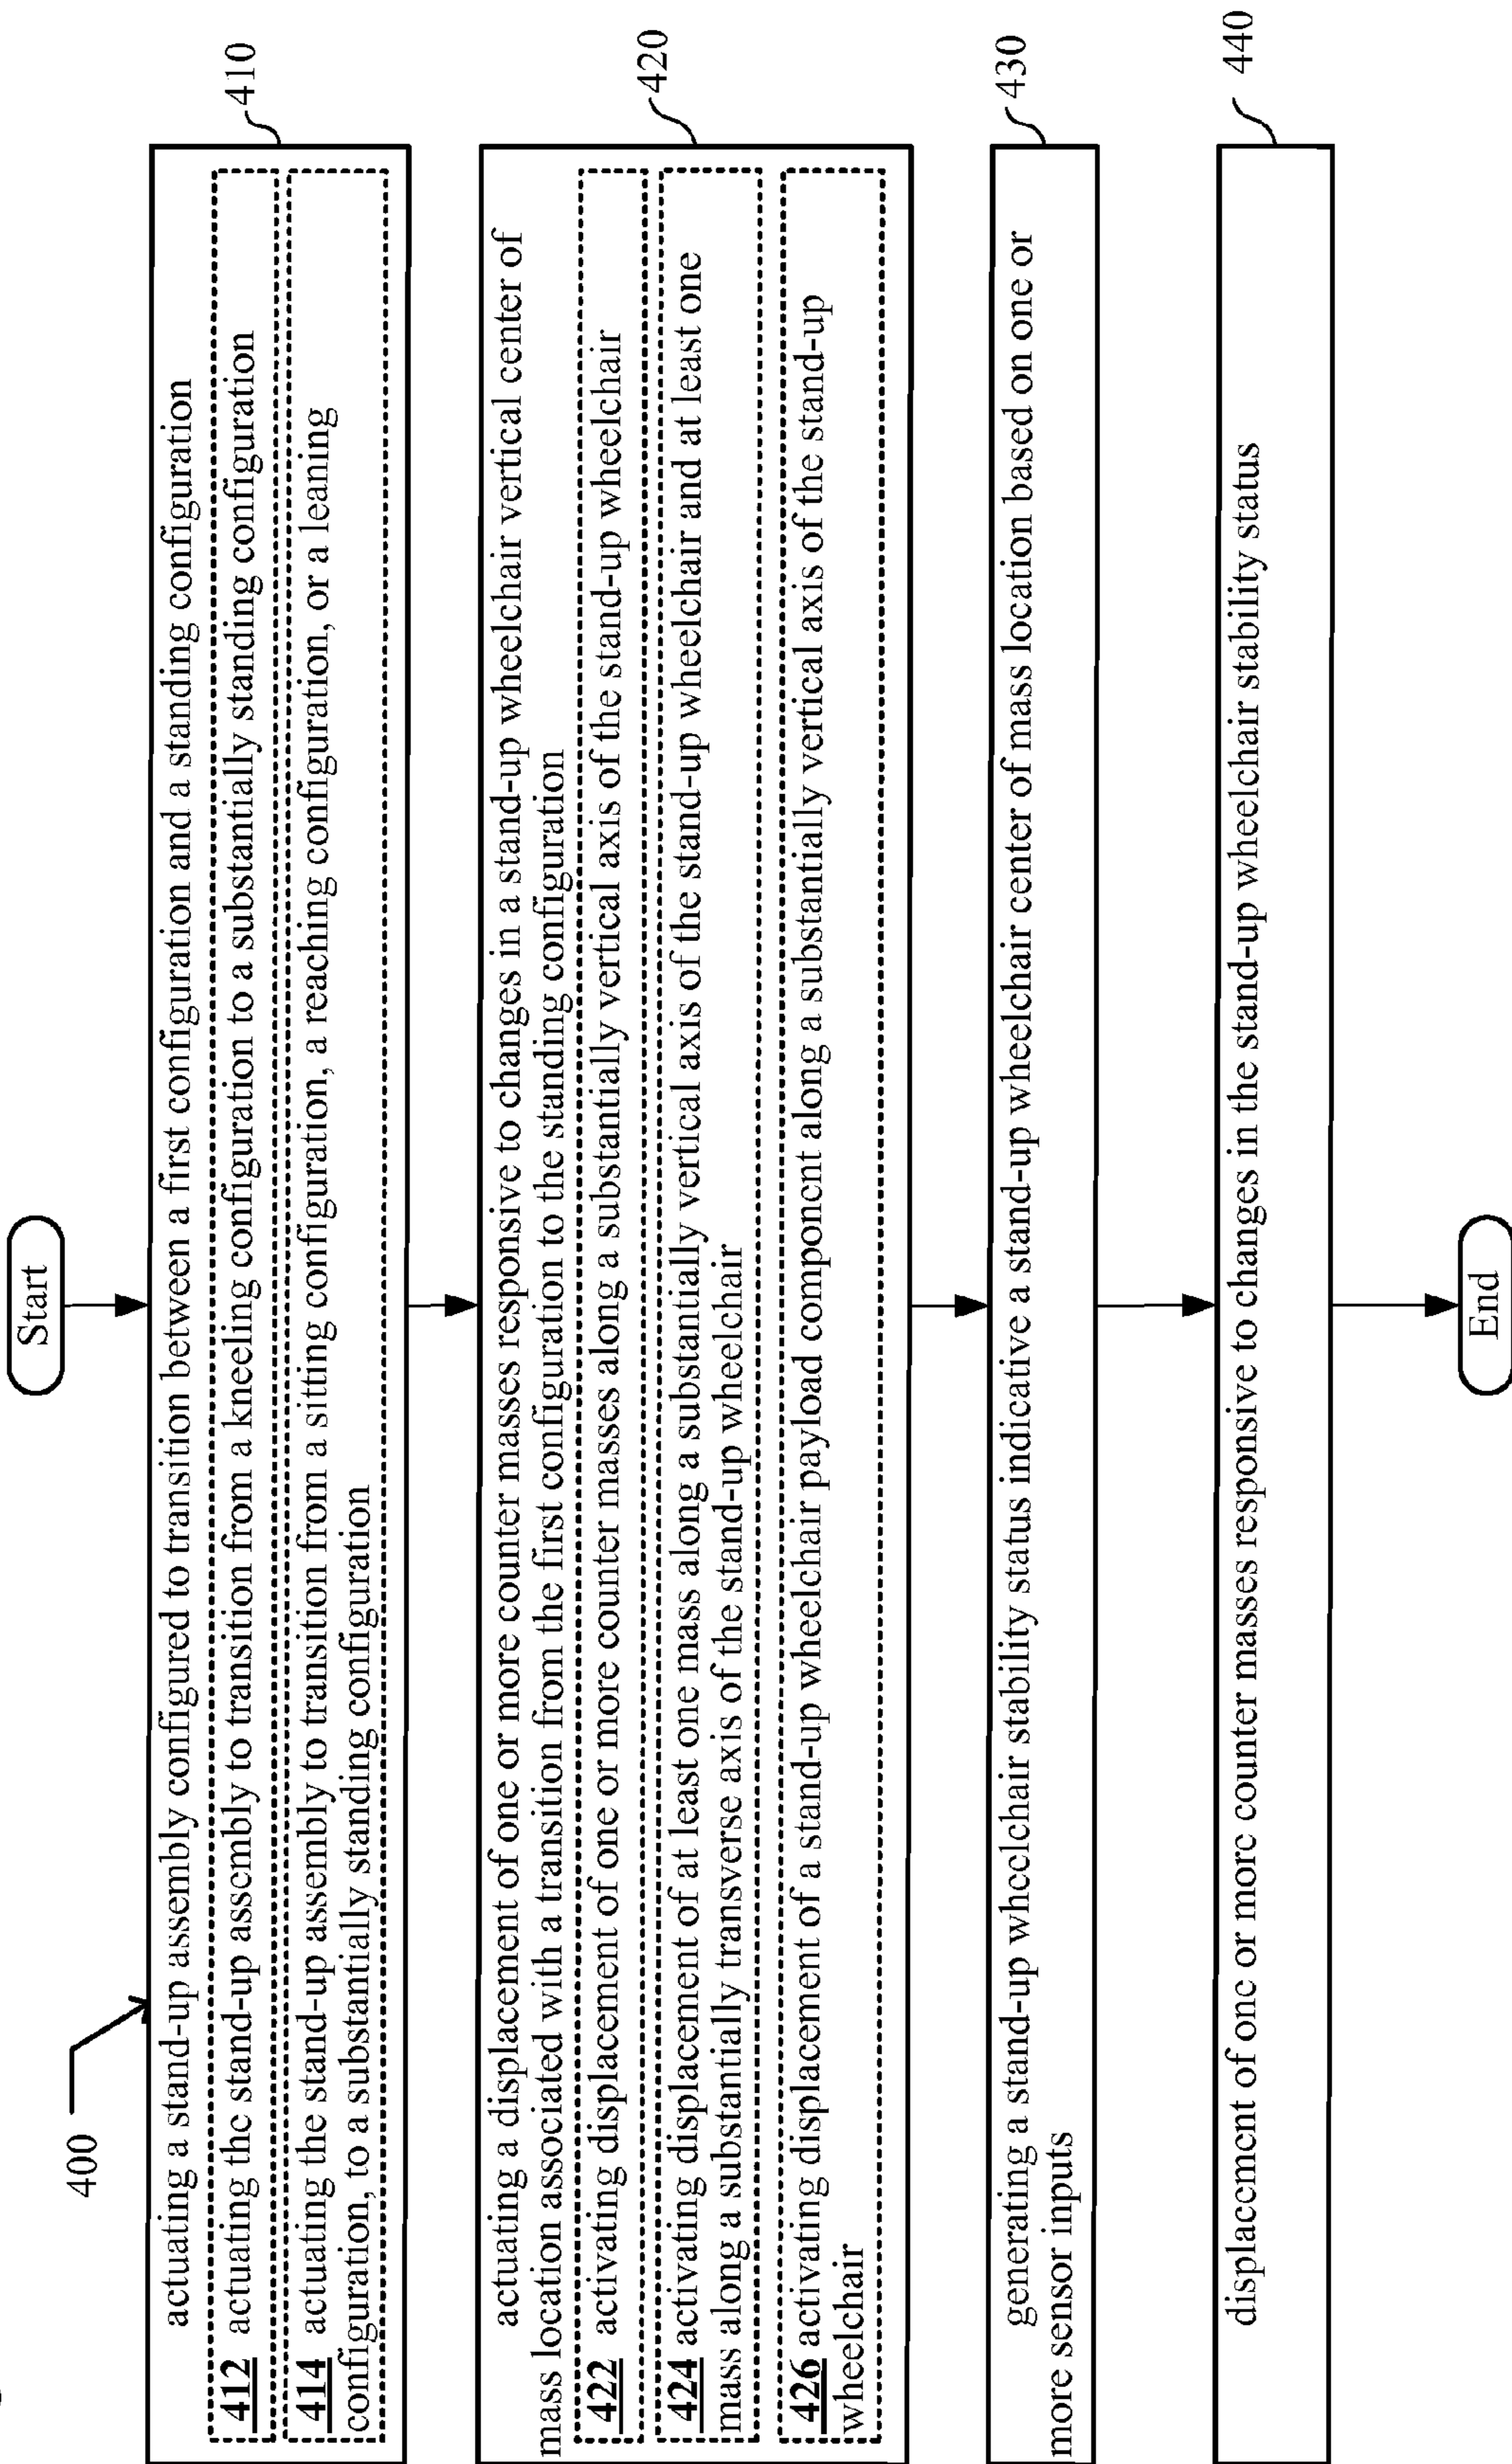 Start
400
actuating a stand-up assembly configured to transition between a first configuration and a standing configuration
412 actuating the stand-up assembly to transition from a kneeling configuration to a substantially standing configuration
414 actuating the stand-up assembly to transition from a sitting configuration, a reaching configuration, or a leaning
configuration, to a substantially standing configuration
410
actuating a displacement of one or more counter masses responsive to changes in a stand-up wheelchair vertical center of
mass location associated with a transition from the first configuration to the standing configuration
422 activating displacement of one or more counter masses along a substantially vertical axis of the stand-up wheelchair
424 activating displacement of at least one mass along a substantially vertical axis of the stand-up wheelchair and at least one
mass along a substantially transverse axis of the stand-up wheelchair
426 activating displacement of a stand-up wheelchair payload component along a substantially vertical axis of the stand-up
wheelchair
420
generating a stand-up wheelchair stability status indicative a stand-up wheelchair center of mass location based on one or
more sensor inputs
430
displacement of one or more counter masses responsive to changes in the stand-up wheelchair stability status
440
End